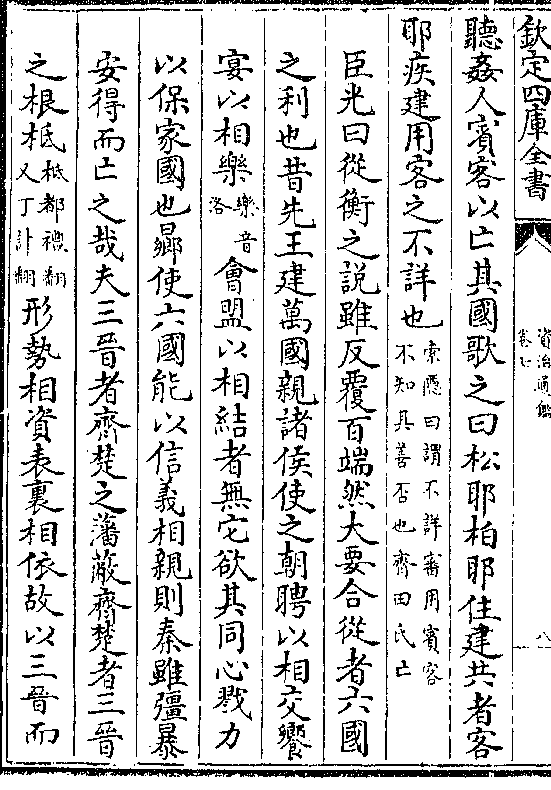 欽定四庫全書
資治通鑑
卷七
八
聽姦人賓客以亡其國歌之曰松耶柏耶住建共者客
耶疾建用客之不詳也索隱曰謂不詳審用賓客不知其善否也齊田氏亡
臣光曰從衡之說雖反覆百端然大要合從者六國
之利也昔先王建萬國親諸侯使之朝聘以相交饗
宴以相樂樂音洛會盟以相結者無它欲其同心戮力
以保家國也曏使六國能以信義相親則秦雖彊暴
安得而亡之哉夫三晉者齊楚之藩蔽齊楚者三晉
之根柢柢都禮翻又丁計翻形勢相資表裏相依故以三晉而